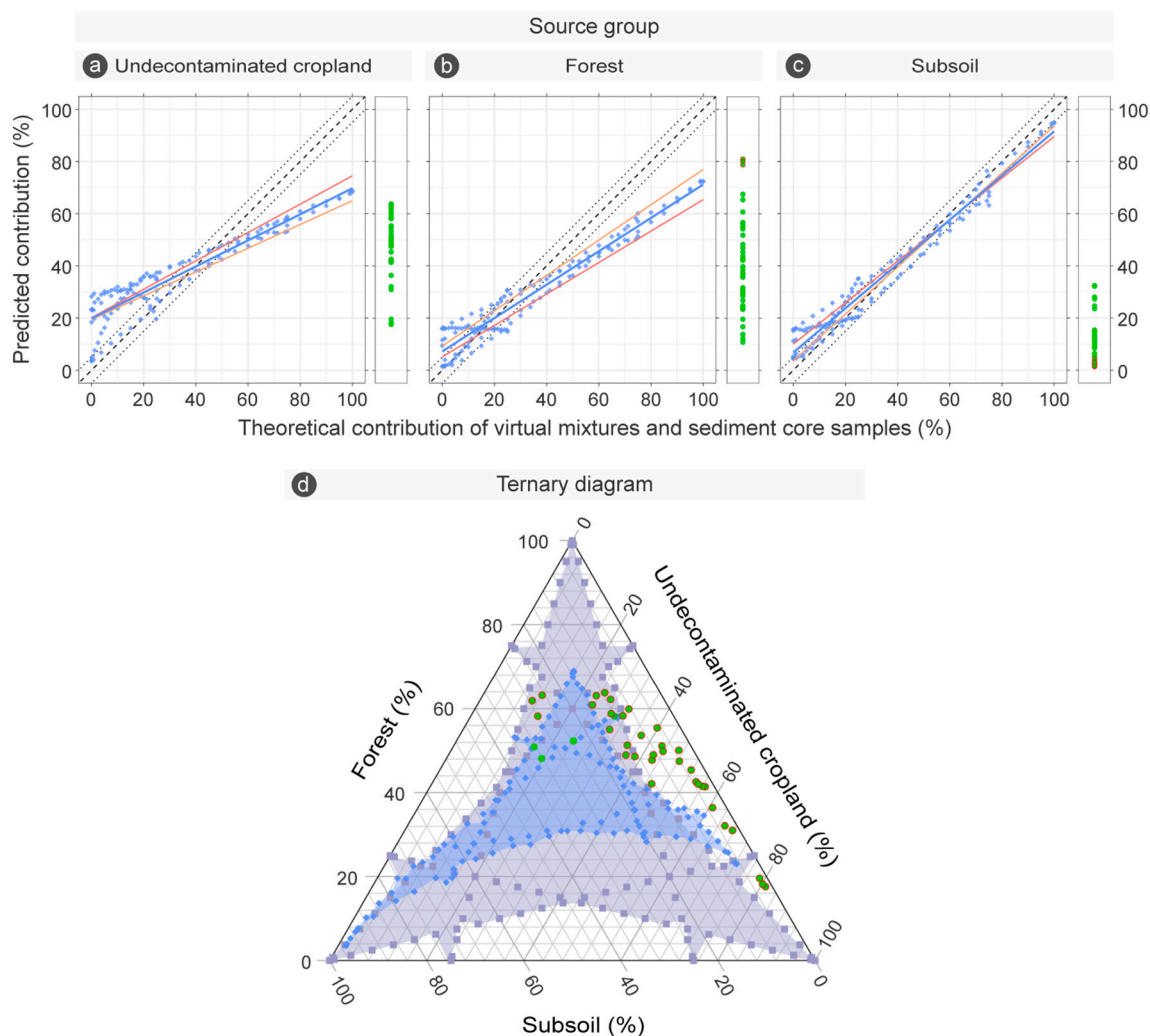 Source group
a Undecontaminated cropland
b Forest
c Subsoil
100
80
60
40
20
0
100
80
60
40
20
0
Predicted contribution (%)
0 20 40 60 80 100
0 20 40 60 80 100
0 20 40 60 80 100
Theoretical contribution of virtual mixtures and sediment core samples (%)
d Ternary diagram
100
80
60
40
20
0
Forest (%)
0
20
40
60
80
100
Undecontaminated cropland (%)
100 80 60 40 20 0
Subsoil (%)